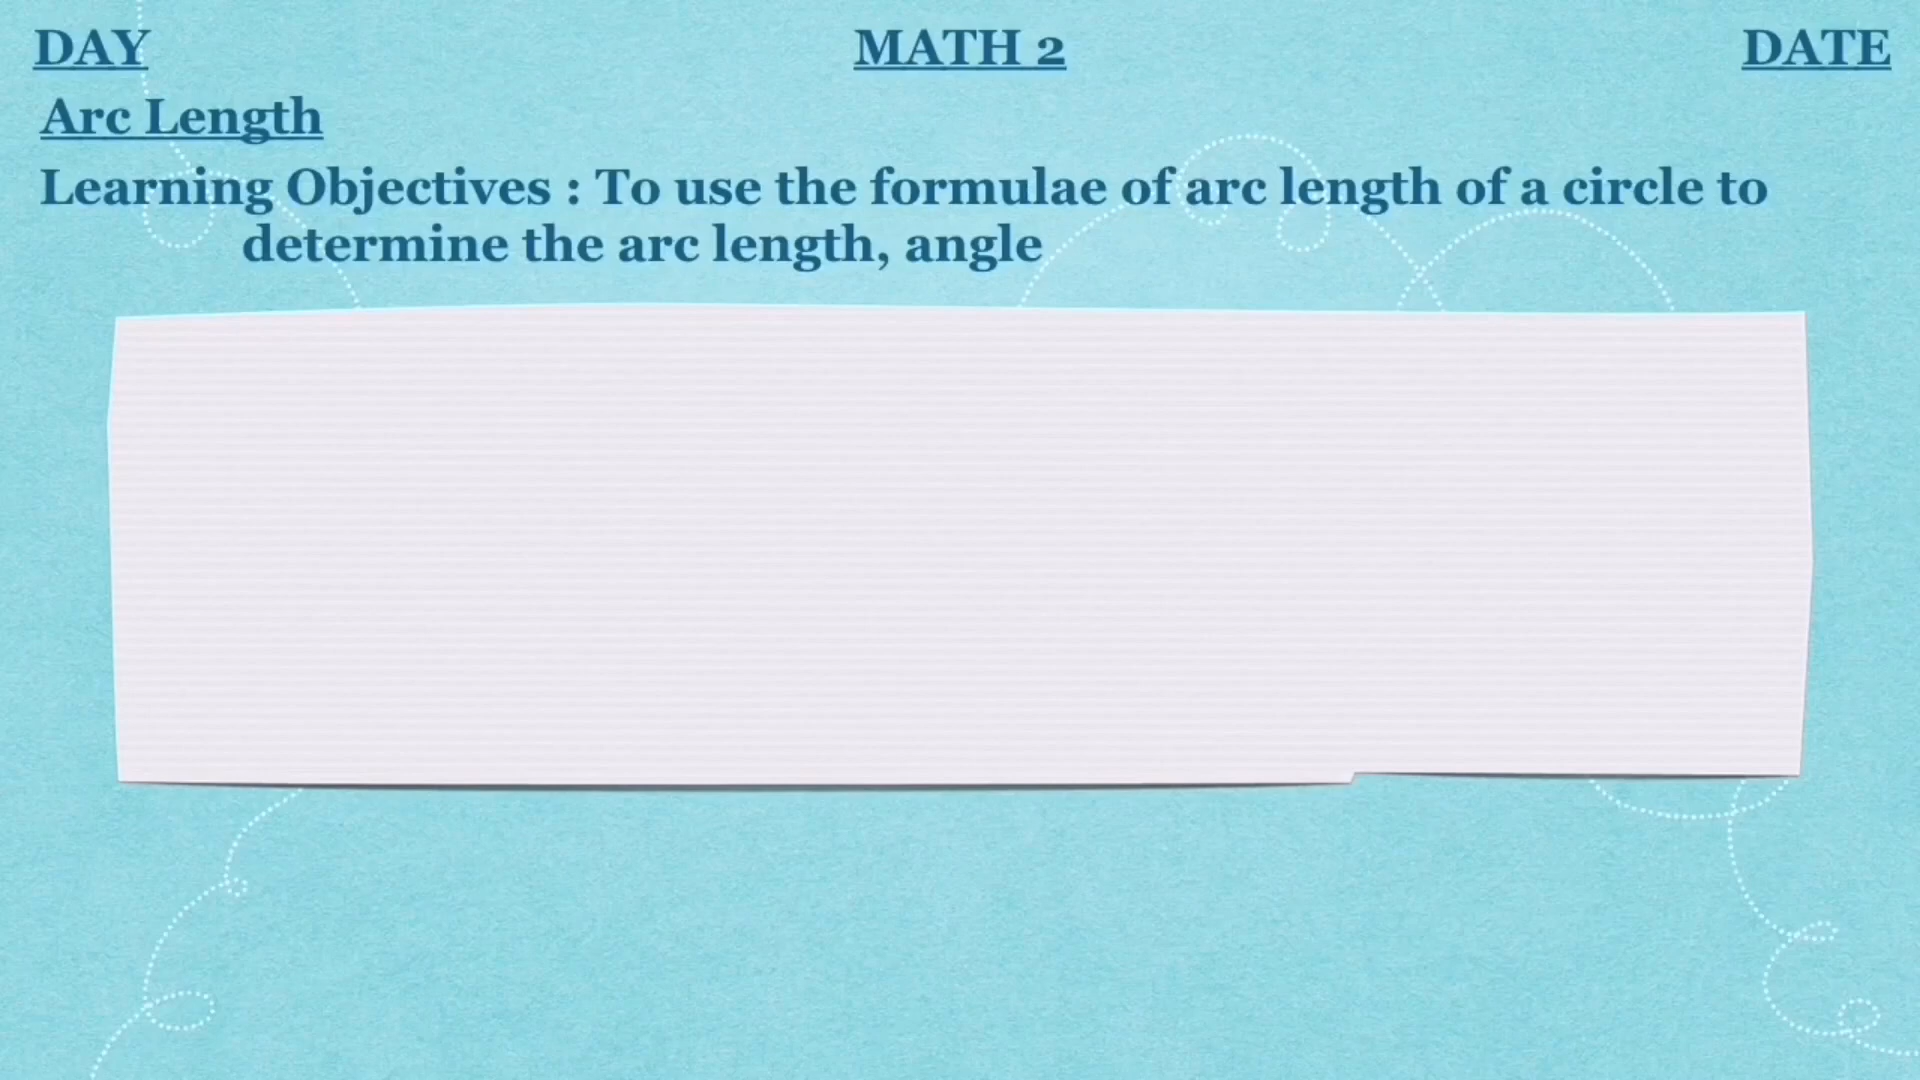 DAY MATH 2 DATE
Arc Length
Learning Objectives : To use the formulae of arc length of a circle to
determine the arc length, angle